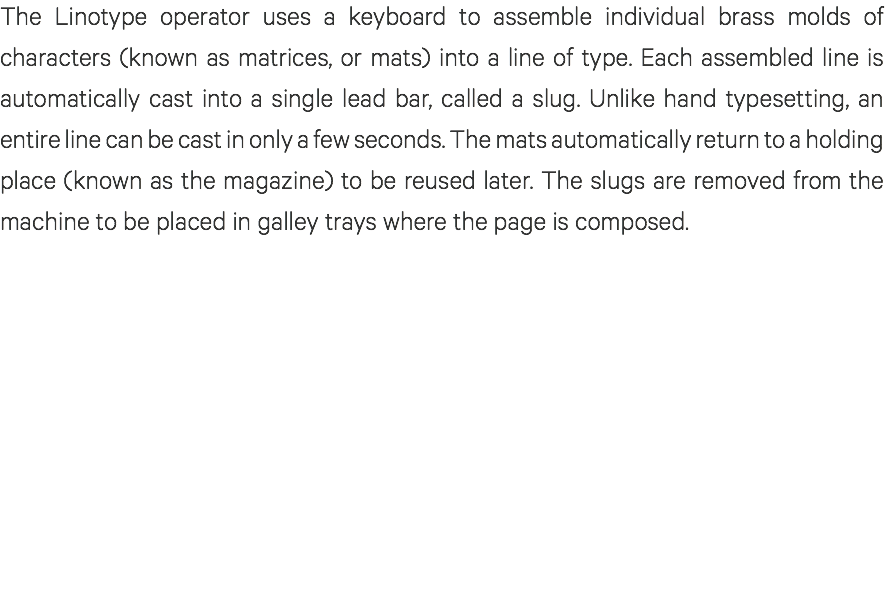 The Linotype operator uses a keyboard to assemble individual brass molds of
characters (known as matrices, or mats) into a line of type. Each assembled line is
automatically cast into a single lead bar, called a slug. Unlike hand typesetting, an
entire line can be cast in only a few seconds. The mats automatically return to a holding
place (known as the magazine) to be reused later. The slugs are removed from the
machine to be placed in galley trays where the page is composed.